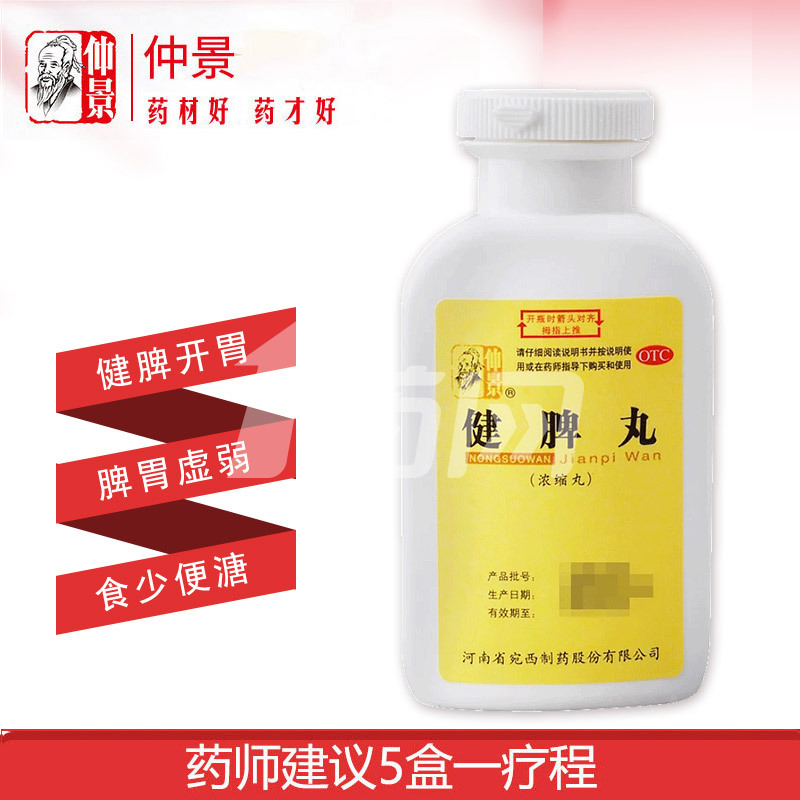 仲景
仲景
药材好 药才好
健脾开胃
脾胃虚弱
食少便溏
开瓶时箭头对齐
拇指上推
仲景
®
请仔细阅读说明书并按说明使
用或在药师指导下购买和使用
OTC
健脾丸
NONGSUOWAN Jianpi Wan
(浓缩丸)
产品批号:
生产日期:
有效期至:
河南省宛西制药股份有限公司
1药网
药师建议5盒一疗程